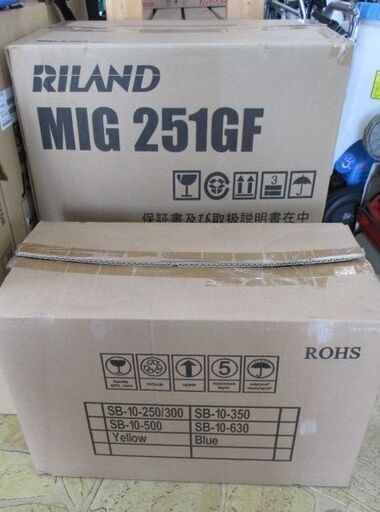 RILAND
MIG 251GF
3
保証書及び取扱説明書在中
ROHS
5
handle with care
recircle
upper
maximum layer
SB-10-250/300 SB-10-350
SB-10-500 SB-10-630
Yellow Blue